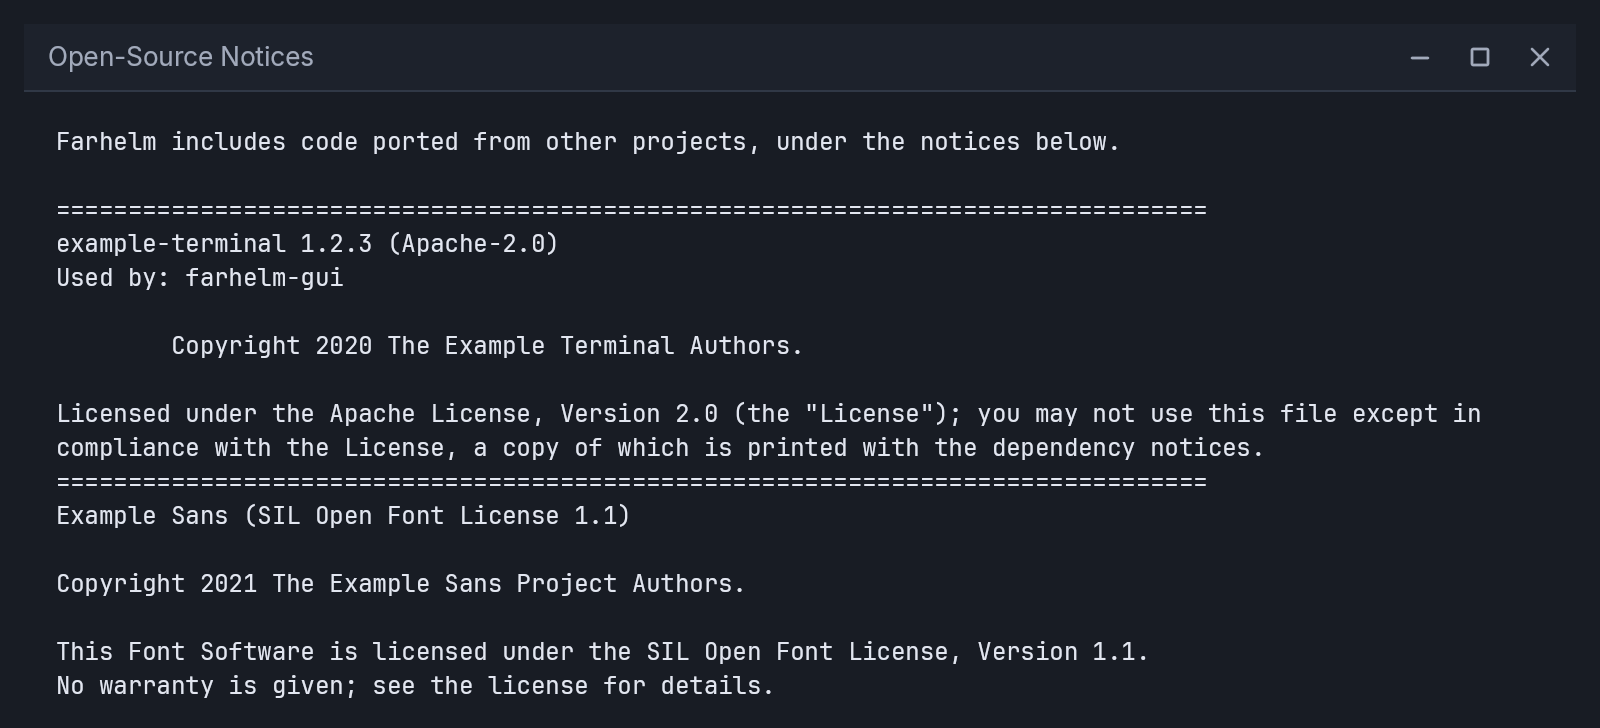 Open-Source Notices
Farhelm includes code ported from other projects, under the notices below.
================================================================================
example-terminal 1.2.3 (Apache-2.0)
Used by: farhelm-gui
Copyright 2020 The Example Terminal Authors.
Licensed under the Apache License, Version 2.0 (the "License"); you may not use this file except in
compliance with the License, a copy of which is printed with the dependency notices.
================================================================================
Example Sans (SIL Open Font License 1.1)
Copyright 2021 The Example Sans Project Authors.
This Font Software is licensed under the SIL Open Font License, Version 1.1.
No warranty is given; see the license for details.